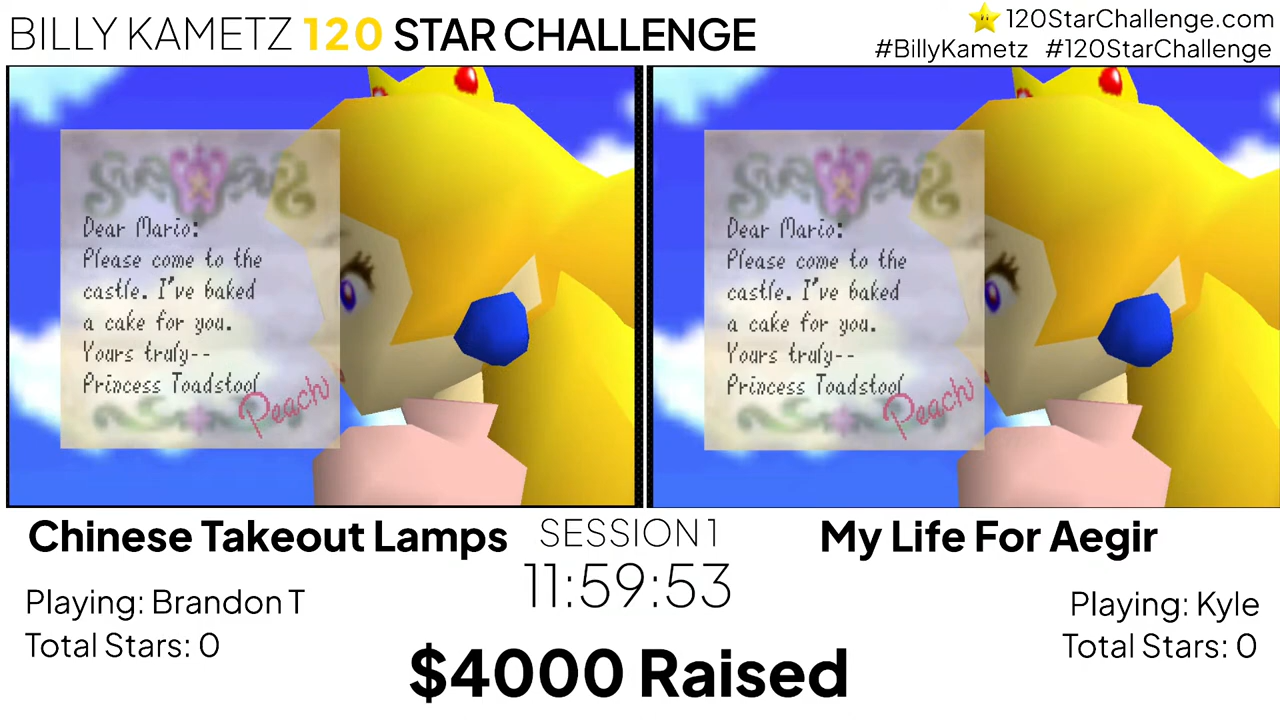 BILLY KAMETZ 120 STAR CHALLENGE
120StarChallenge.com
#BillyKametz #120StarChallenge
Dear Mario:
Please come to the
castle. I've baked
a cake for you.
Yours truly--
Princess Toadstool
Peach
Dear Mario:
Please come to the
castle. I've baked
a cake for you.
Yours truly--
Princess Toadstool
Peach
Chinese Takeout Lamps
Playing: Brandon T
Total Stars: 0
SESSION 1
11:59:53
$4000 Raised
My Life For Aegir
Playing: Kyle
Total Stars: 0